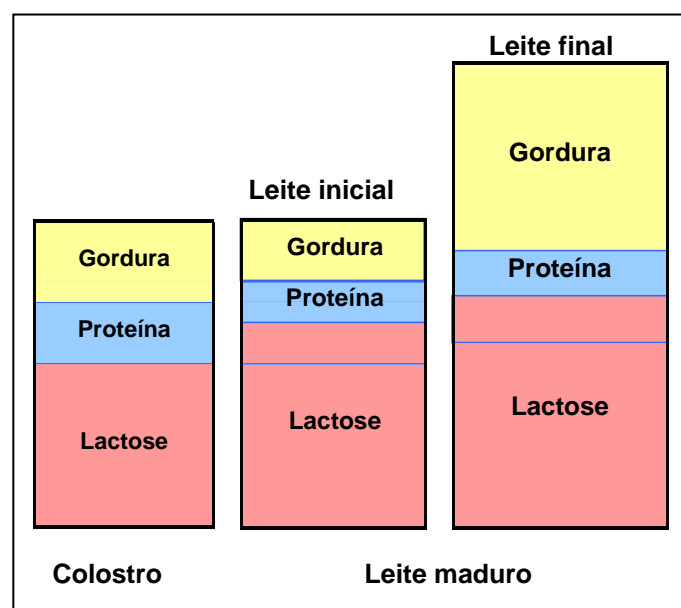 Leite final
Gordura
Leite inicial
Gordura
Gordura
Proteína
Proteína
Proteína
Lactose
Lactose
Lactose
Colostro
Leite maduro